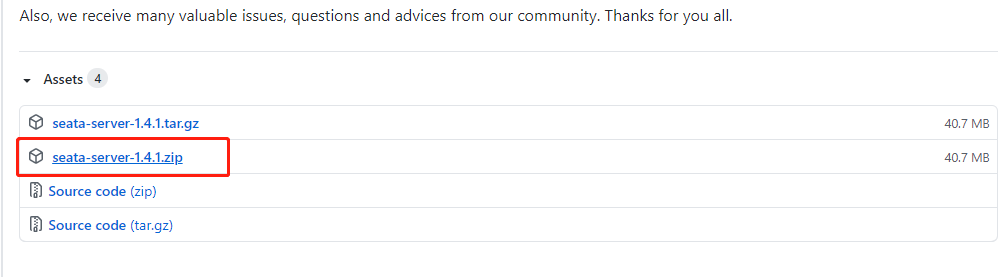 Also, we receive many valuable issues, questions and advices from our community. Thanks for you all.
Assets 4
seata-server-1.4.1.tar.gz 40.7 MB
seata-server-1.4.1.zip 40.7 MB
Source code (zip)
Source code (tar.gz)